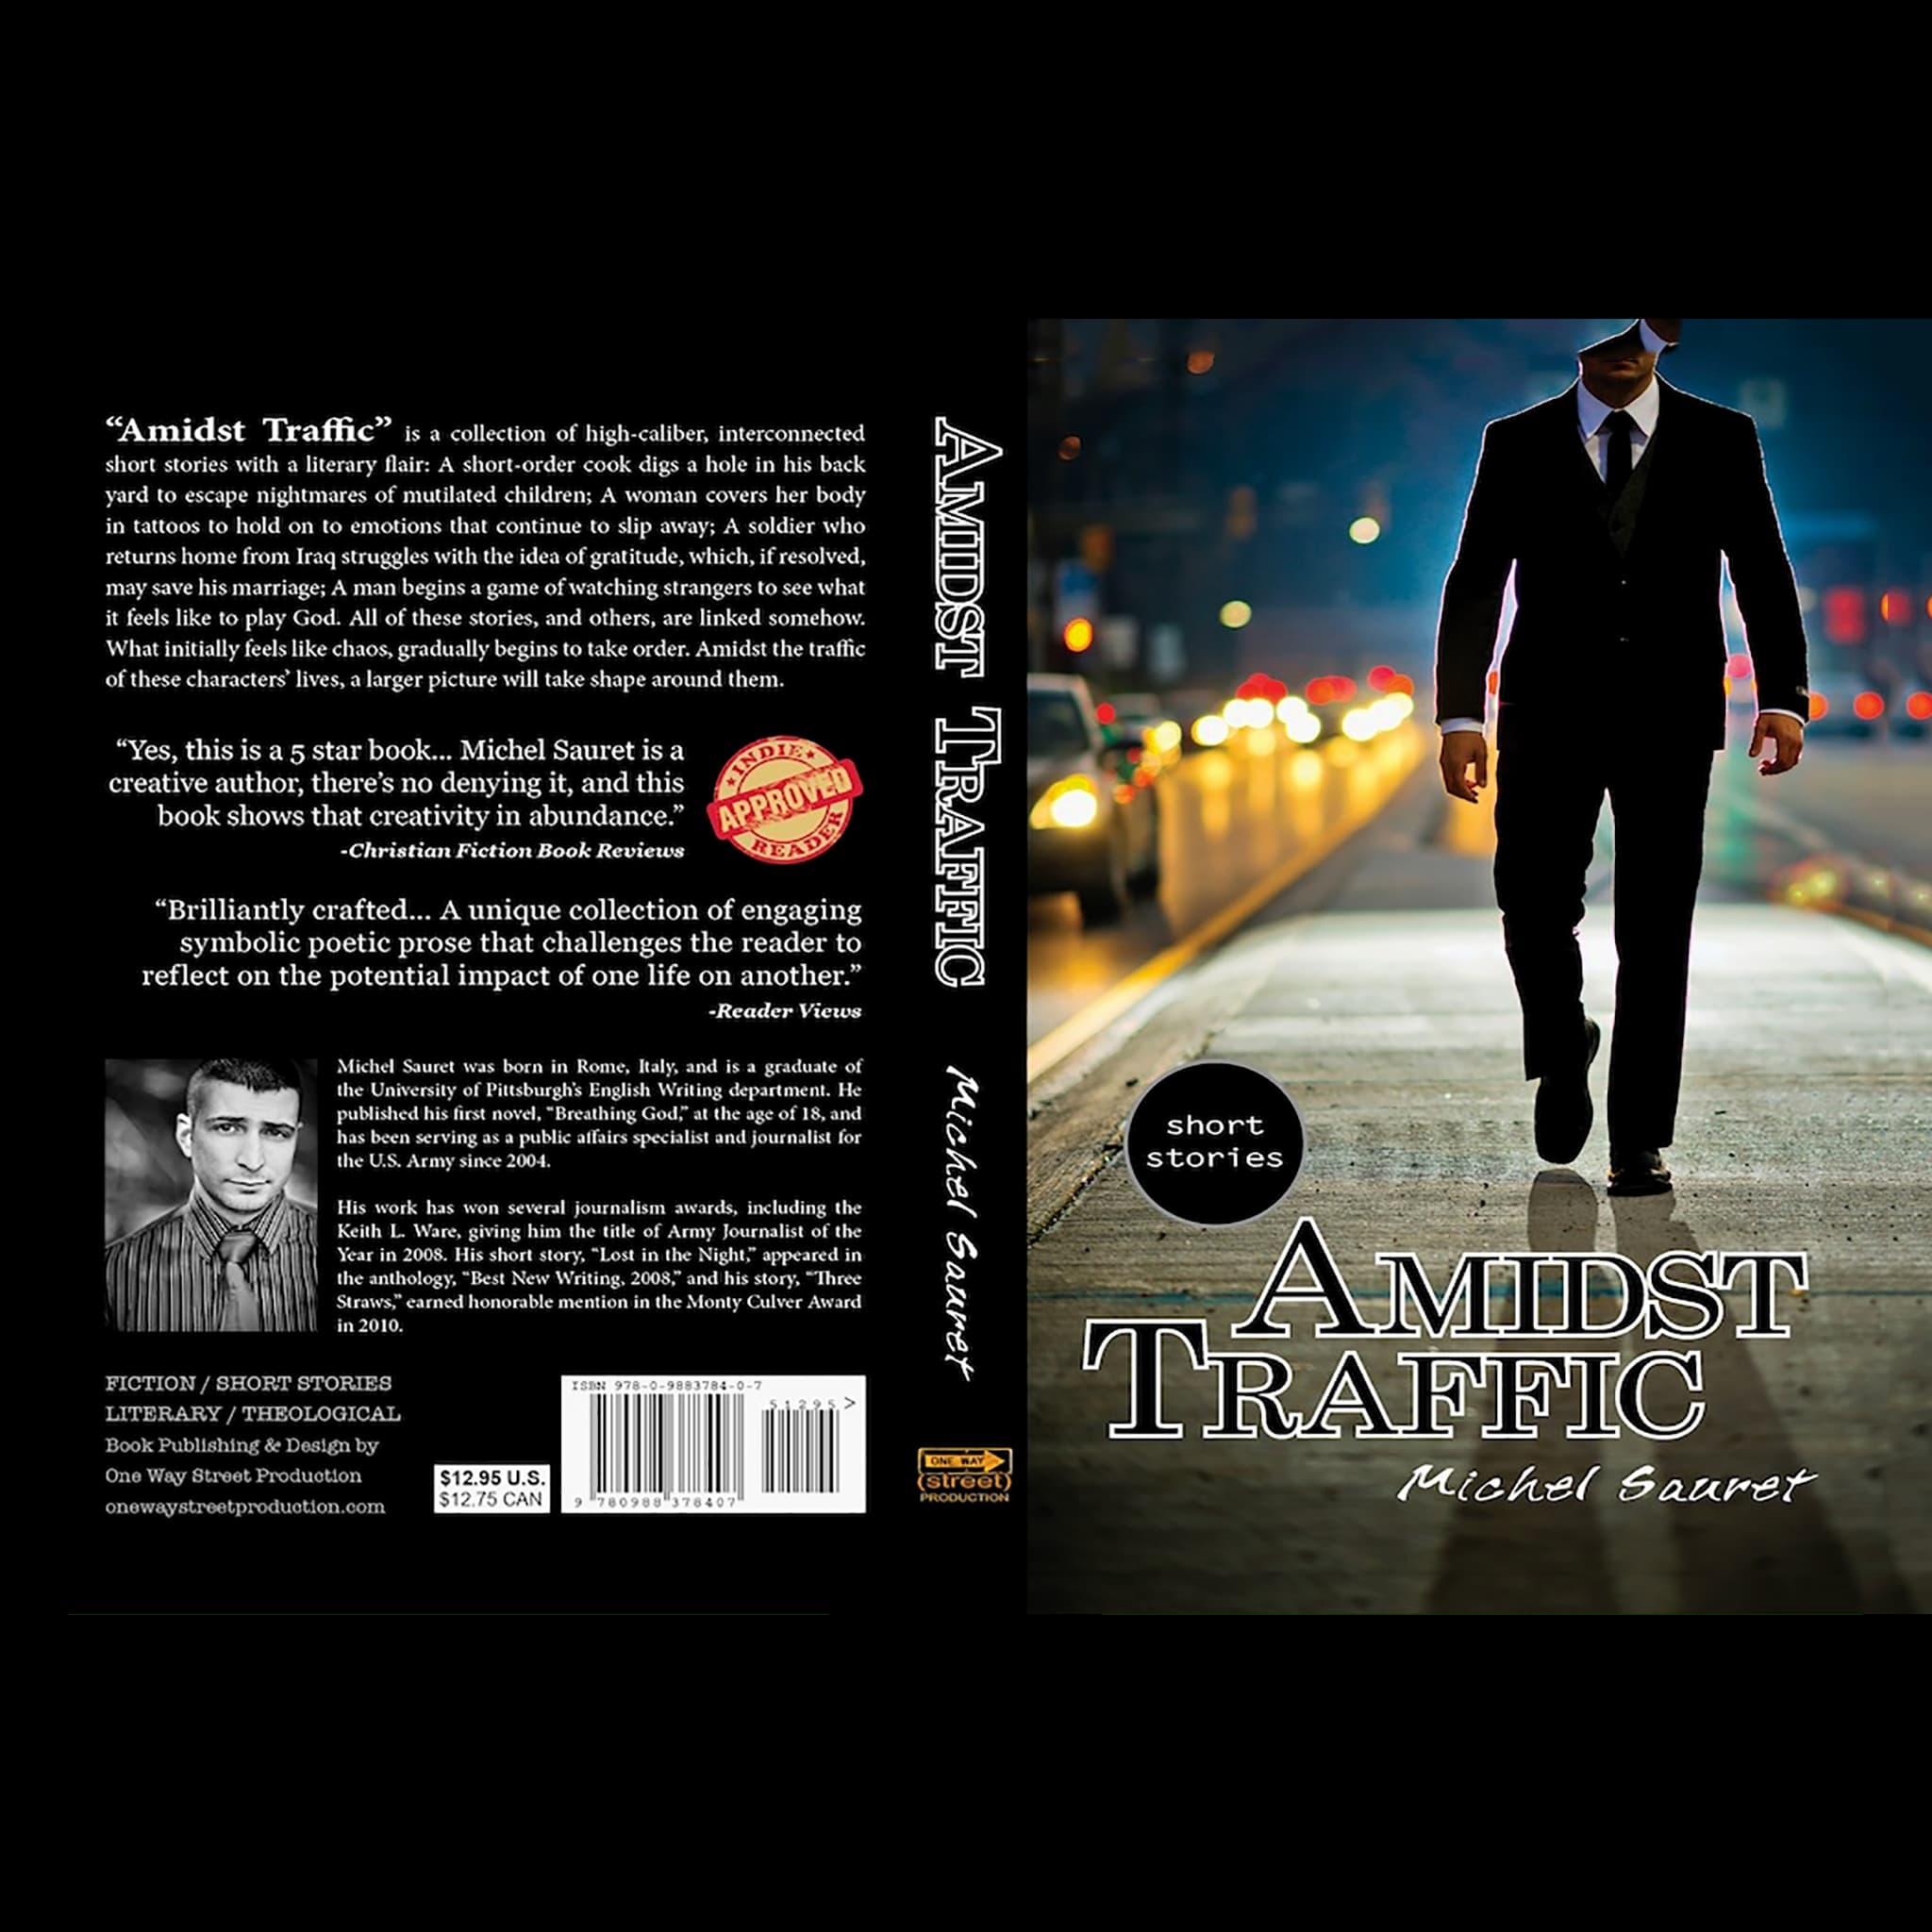 “Amidst Traffic” is a collection of high-caliber, interconnected
short stories with a literary flair: A short-order cook digs a hole in his back
yard to escape nightmares of mutilated children; A woman covers her body
in tattoos to hold on to emotions that continue to slip away; A soldier who
returns home from Iraq struggles with the idea of gratitude, which, if resolved,
may save his marriage; A man begins a game of watching strangers to see what
it feels like to play God. All of these stories, and others, are linked somehow.
What initially feels like chaos, gradually begins to take order. Amidst the traffic
of these characters’ lives, a larger picture will take shape around them.
“Yes, this is a 5 star book... Michel Sauret is a
creative author, there’s no denying it, and this
book shows that creativity in abundance.”
-Christian Fiction Book Reviews
INDIE
APPROVED
READER
“Brilliantly crafted... A unique collection of engaging
symbolic poetic prose that challenges the reader to
reflect on the potential impact of one life on another.”
-Reader Views
Michel Sauret was born in Rome, Italy, and is a graduate of
the University of Pittsburgh’s English Writing department. He
published his first novel, “Breathing God,” at the age of 18, and
has been serving as a public affairs specialist and journalist for
the U.S. Army since 2004.
His work has won several journalism awards, including the
Keith L. Ware, giving him the title of Army Journalist of the
Year in 2008. His short story, “Lost in the Night,” appeared in
the anthology, “Best New Writing, 2008,” and his story, “Three
Straws,” earned honorable mention in the Monty Culver Award
in 2010.
FICTION / SHORT STORIES
LITERARY / THEOLOGICAL
Book Publishing & Design by
One Way Street Production
onewaystreetproduction.com
$12.95 U.S.
$12.75 CAN
ISBN 978-0-9883784-0-7
51295>
9 780988 378407
AMIDST TRAFFIC
Michel Sauret
ONE WAY
(street)
PRODUCTION
short
stories
AMIDST
TRAFFIC
Michel Sauret